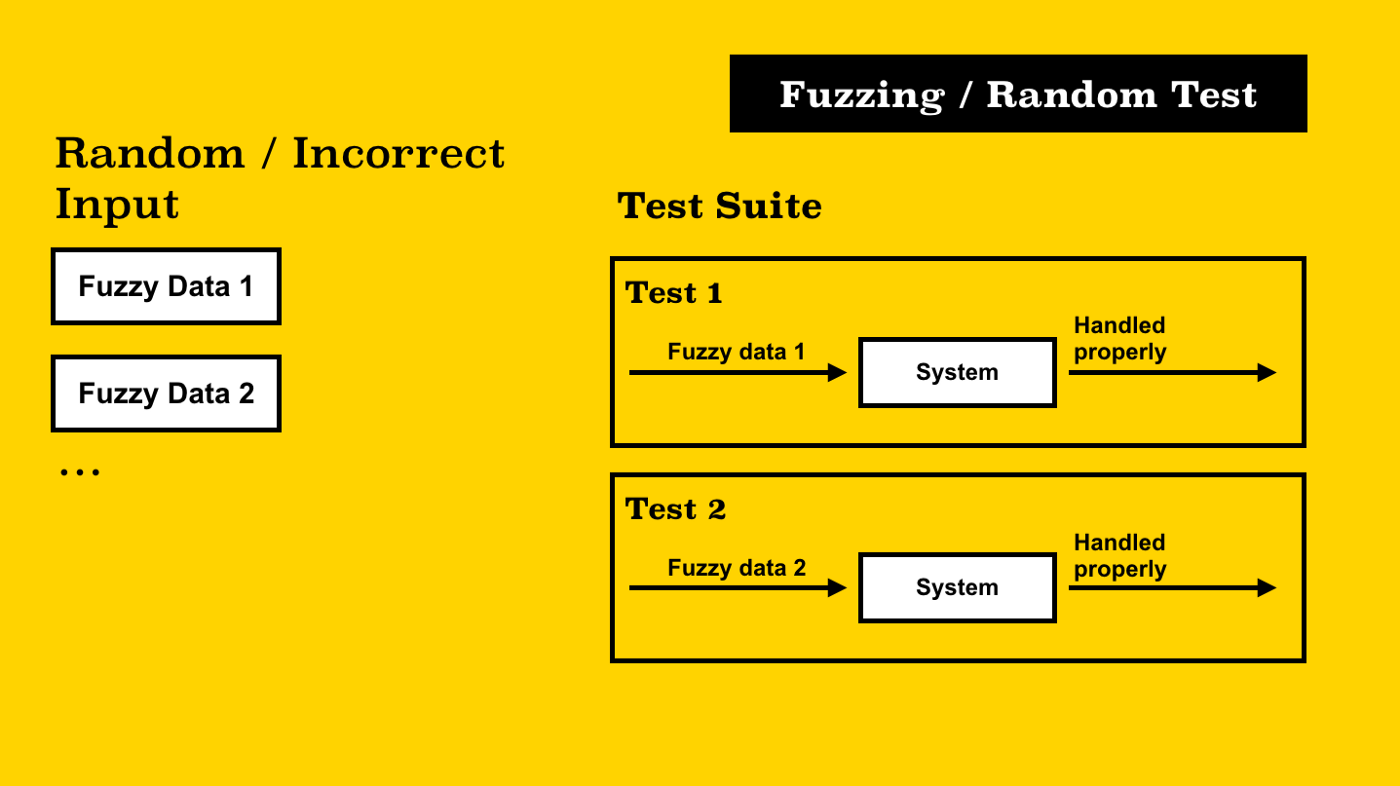 Fuzzing / Random Test
Random / Incorrect
Input
Fuzzy Data 1
Fuzzy Data 2
...
Test Suite
Test 1
Fuzzy data 1
System
Handled
properly
Test 2
Fuzzy data 2
System
Handled
properly